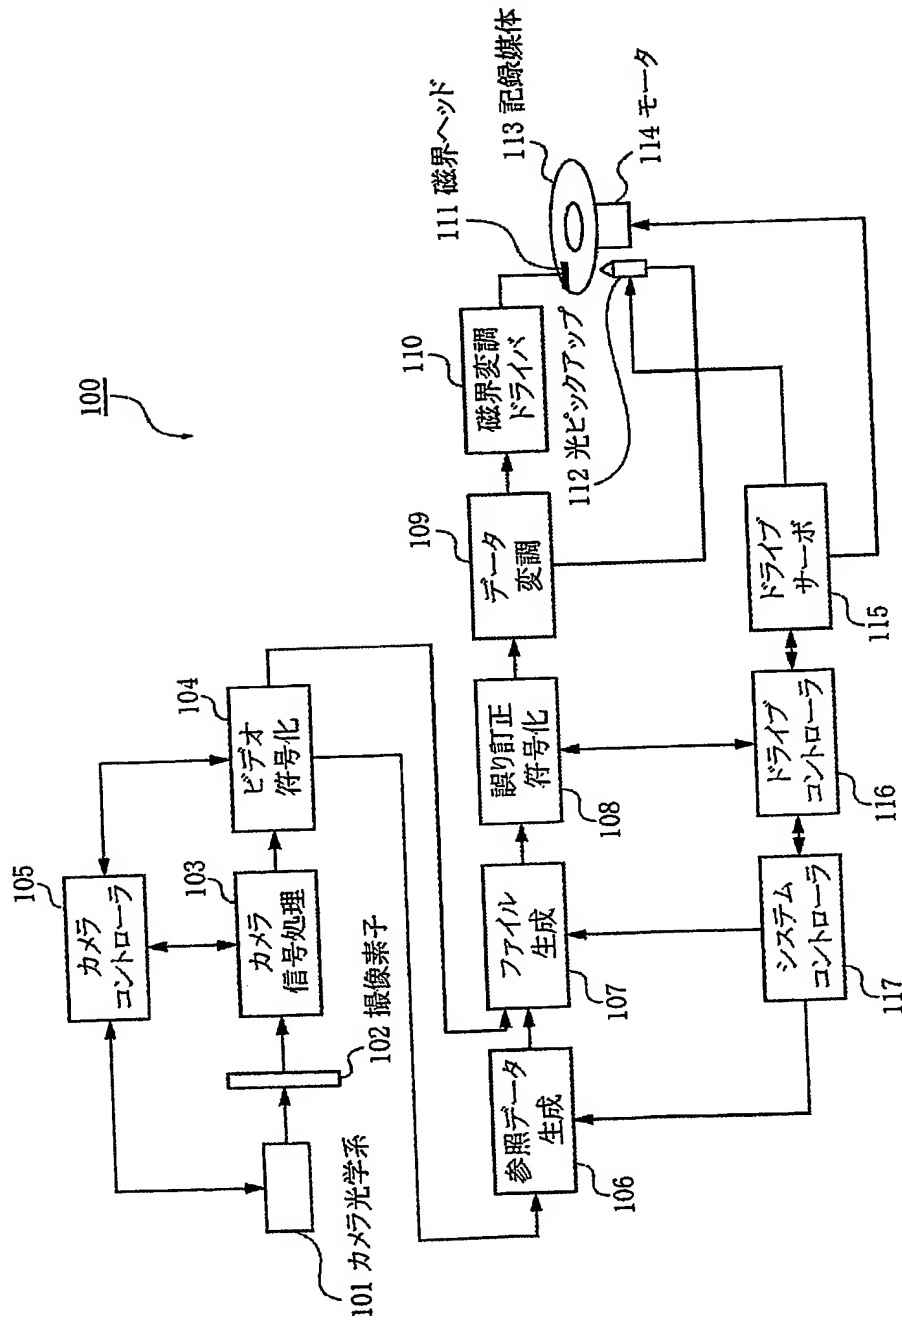 100
105
カメラ
コントローラ
103
カメラ
信号処理
104
ビデオ
符号化
101 カメラ光学系
102 撮像素子
参照データ
生成
106
ファイル
生成
107
誤り訂正
符号化
108
109
データ
変調
110
磁界変調
ドライバ
111 磁界ヘッド
113 記録媒体
114 モータ
112 光ピックアップ
システム
コントローラ
117
ドライブ
コントローラ
116
ドライブ
サーボ
115